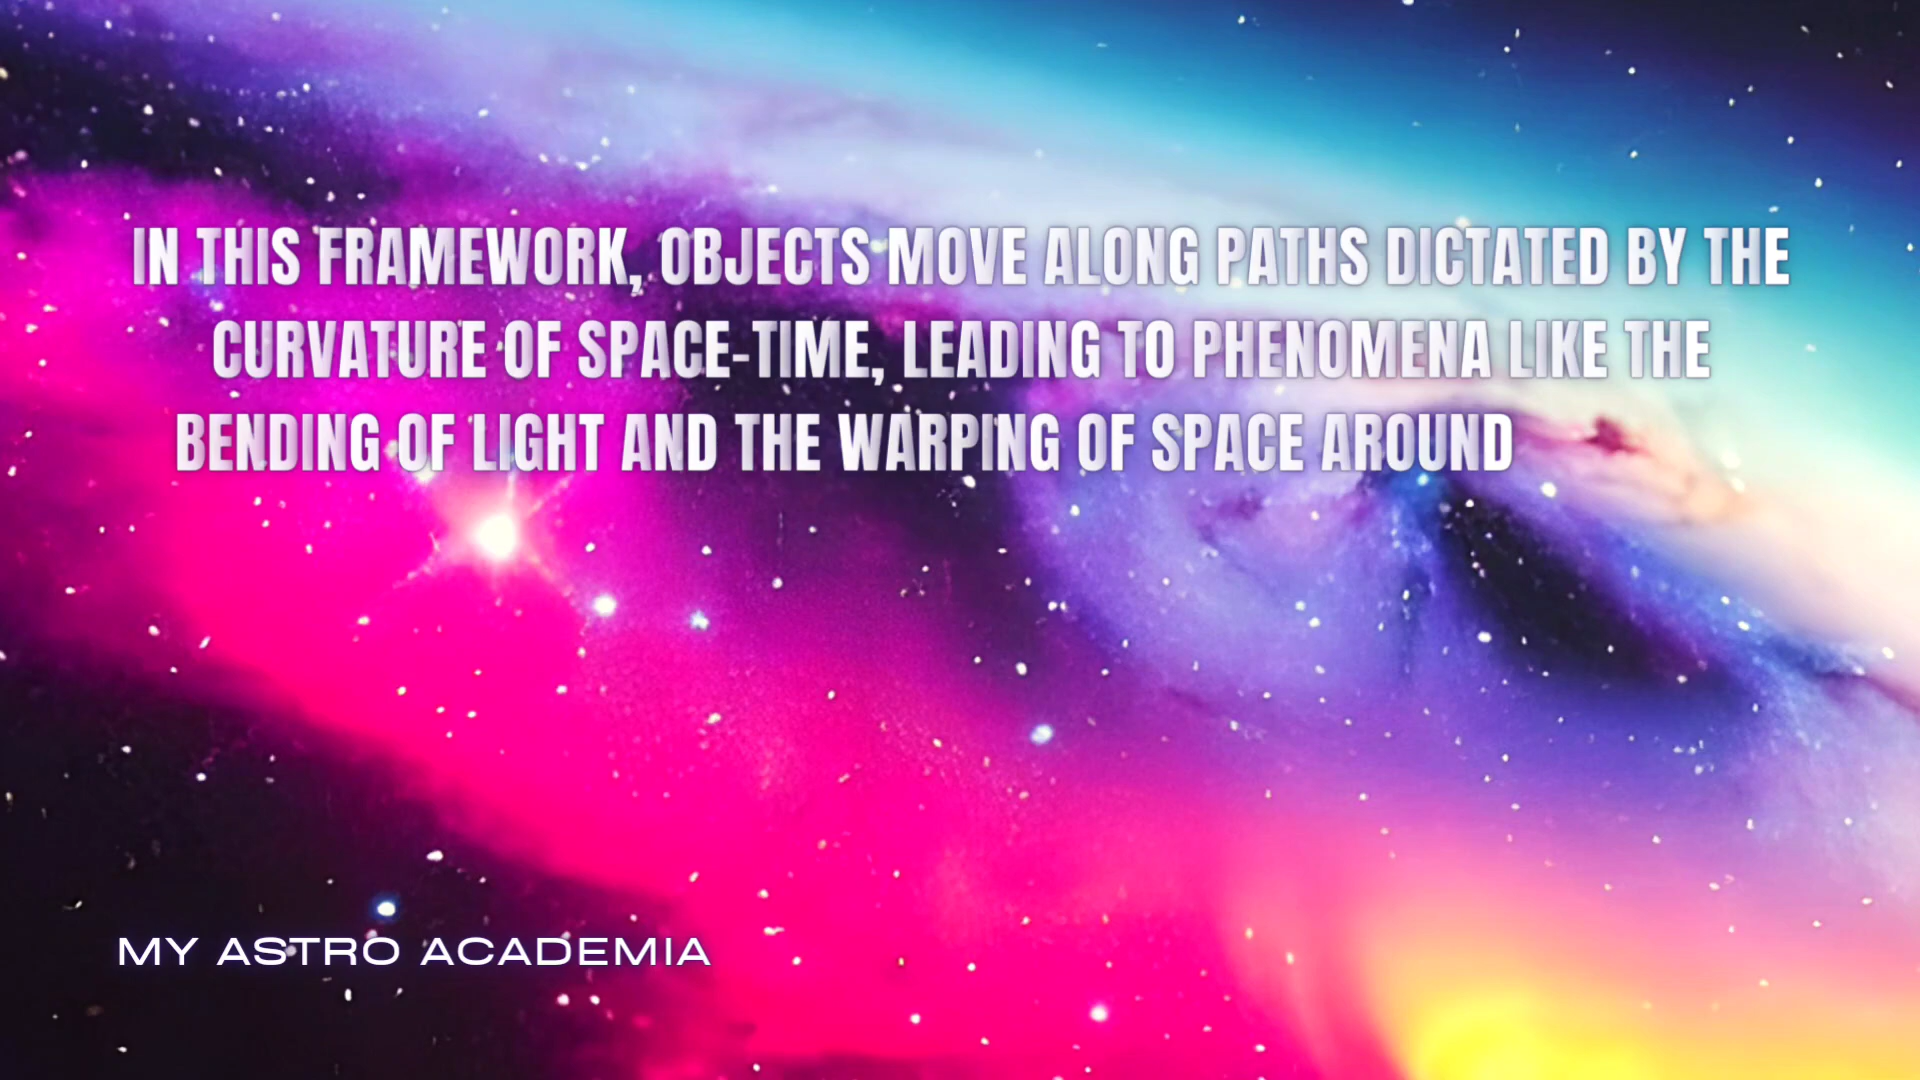 IN THIS FRAMEWORK, OBJECTS MOVE ALONG PATHS DICTATED BY THE
CURVATURE OF SPACE-TIME, LEADING TO PHENOMENA LIKE THE
BENDING OF LIGHT AND THE WARPING OF SPACE AROUND
MY ASTRO ACADEMIA